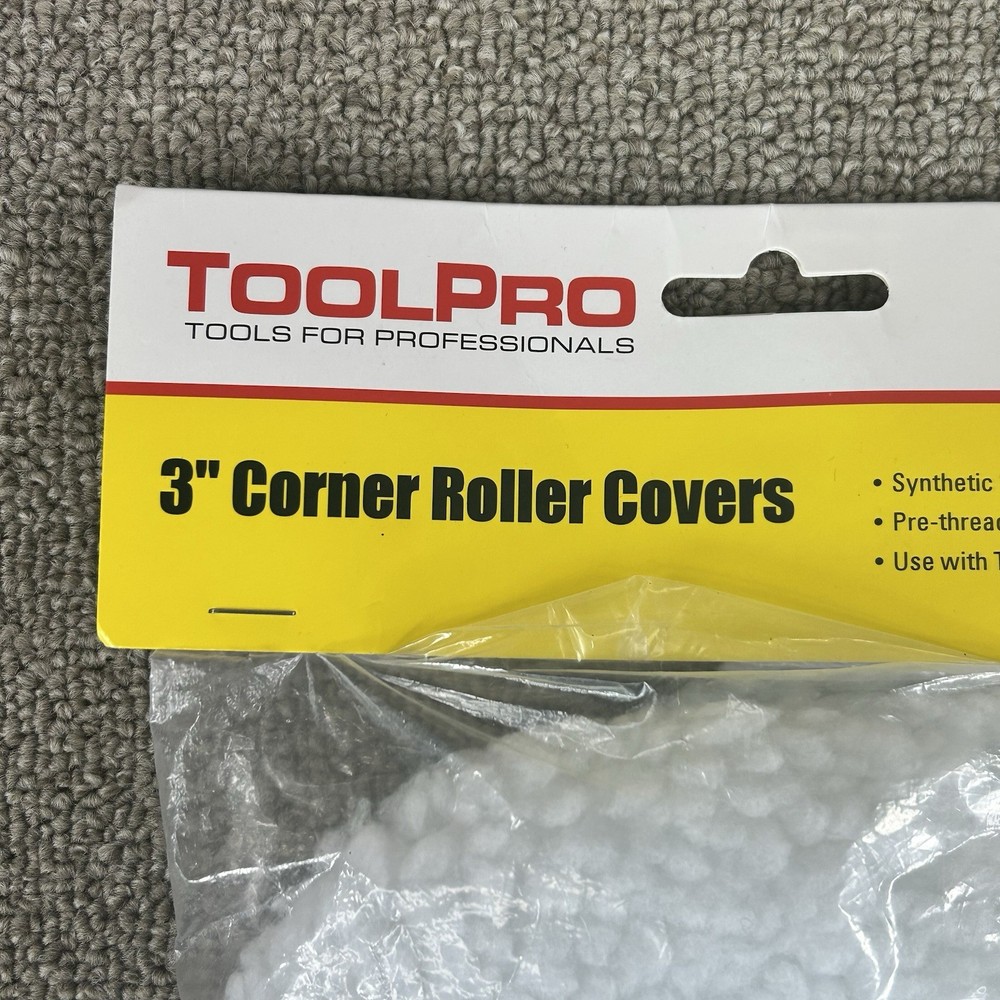 TOOLPRO
TOOLS FOR PROFESSIONALS
3" Corner Roller Covers
• Synthetic
• Pre-thread
• Use with T